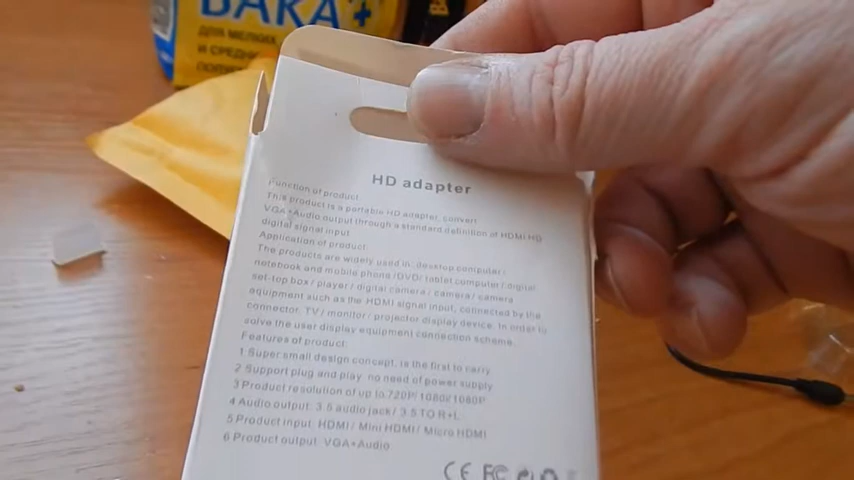 ВАКА
ДЛЯ МЕЛКИХ
И СРЕДНИХ
HD adapter
Function of product:
This product is a portable HD adapter, convert
VGA+Audio output through a standard definition of HDMI HD
digital signal input
Application of product:
The products are widely used in: desktop computer/
notebook and mobile phone/DVD/tablet computer/digital
set-top box/player/digital camera/camera/camera
equipment such as the HDMI signal input, connected by the
connector, TV/monitor/projector display device. In order to
solve the user display equipment connection scheme.
Features of product:
1 Super small design concept, is the first to carry
2 Support plug and play, no need of power supply
3 Product resolution of up to 720P/1080I/1080P
4 Audio output: 3.5 audio jack/3.5 TO R+L
5 Product input: HDMI/Mini HDMI/Micro HDMI
6 Product output: VGA+Audio
CE FC